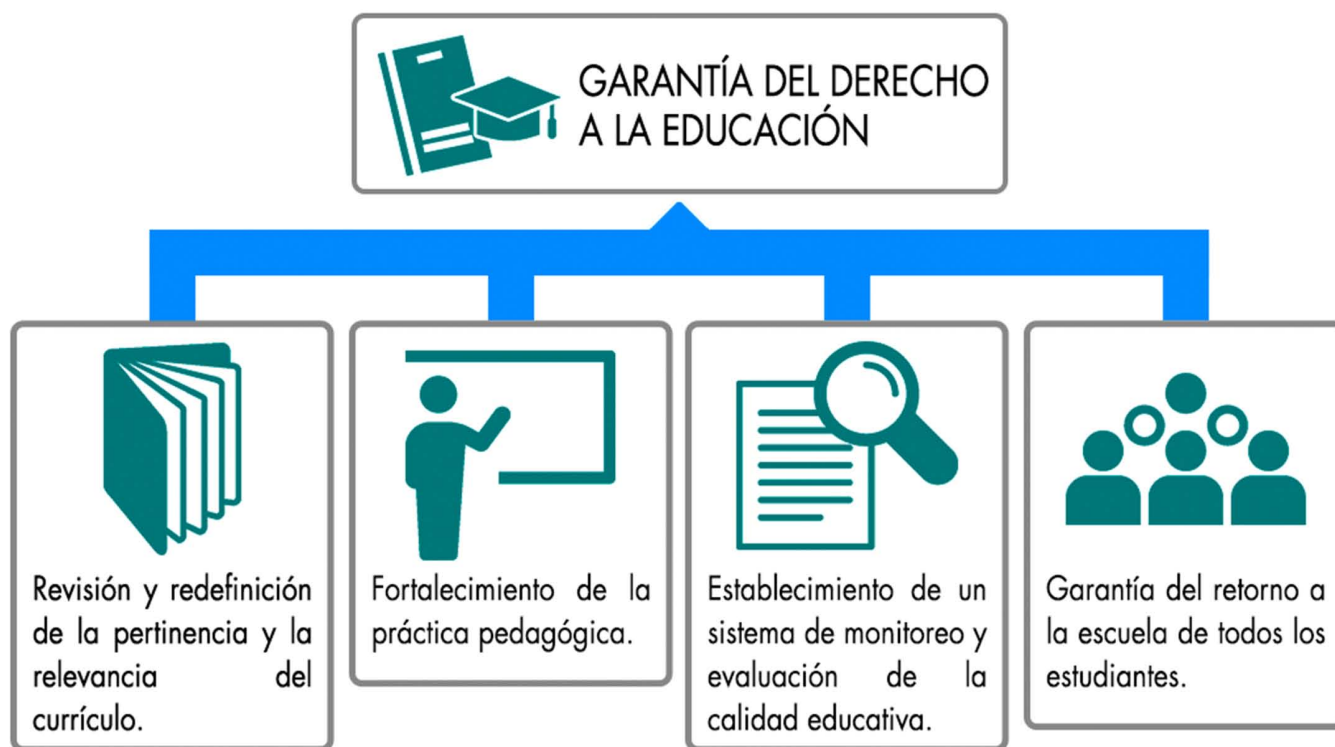 GARANTÍA DEL DERECHO
A LA EDUCACIÓN
Revisión y redefinición
de la pertinencia y la
relevancia del
currículo.
Fortalecimiento de la
práctica pedagógica.
Establecimiento de un
sistema de monitoreo y
evaluación de la
calidad educativa.
Garantía del retorno a
la escuela de todos los
estudiantes.